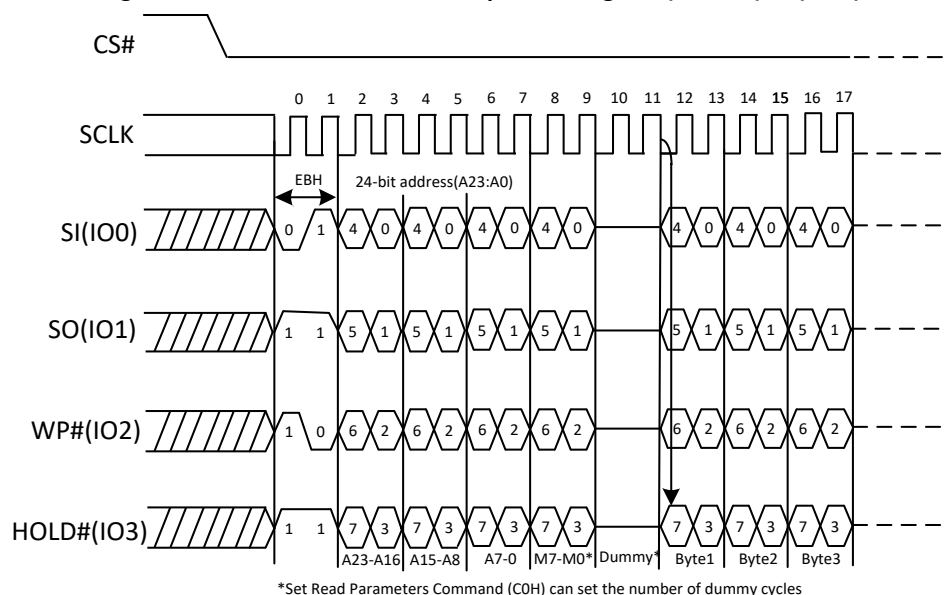 CS#
0 1 2 3 4 5 6 7 8 9 10 11 12 13 14 15 16 17
SCLK
EBH 24-bit address(A23:A0)
SI(IO0) 0 1 4 0 4 0 4 0 4 0 4 0 4 0 4 0
SO(IO1) 1 1 5 1 5 1 5 1 5 1 5 1 5 1 5 1
WP#(IO2) 1 0 6 2 6 2 6 2 6 2 6 2 6 2 6 2
HOLD#(IO3) 1 1 7 3 7 3 7 3 7 3 7 3 7 3 7 3
A23-A16 A15-A8 A7-0 M7-M0* Dummy* Byte1 Byte2 Byte3
*Set Read Parameters Command (C0H) can set the number of dummy cycles